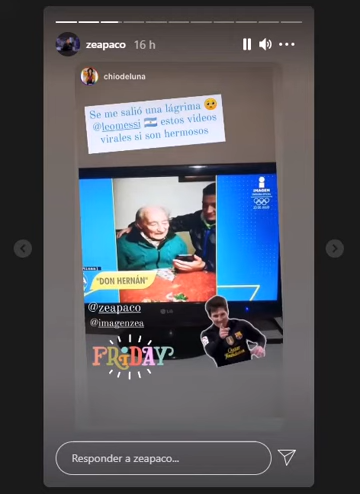 zeapaco 16 h
chiodeluna
Se me salió una lágrima 🥺
@leomessi 🇦🇷 estos videos
virales si son hermosos
IMAGEN
"DON HERNÁN"
@zeapaco
@imagenzea
LG
FRiDAY
Responder a zeapaco...